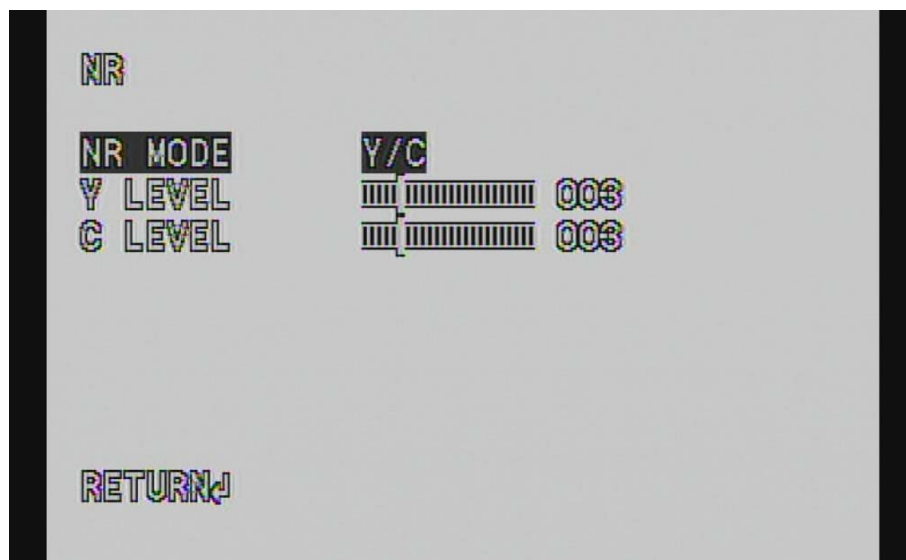 NR
NR MODE Y/C
Y LEVEL 003
C LEVEL 003
RETURN↲